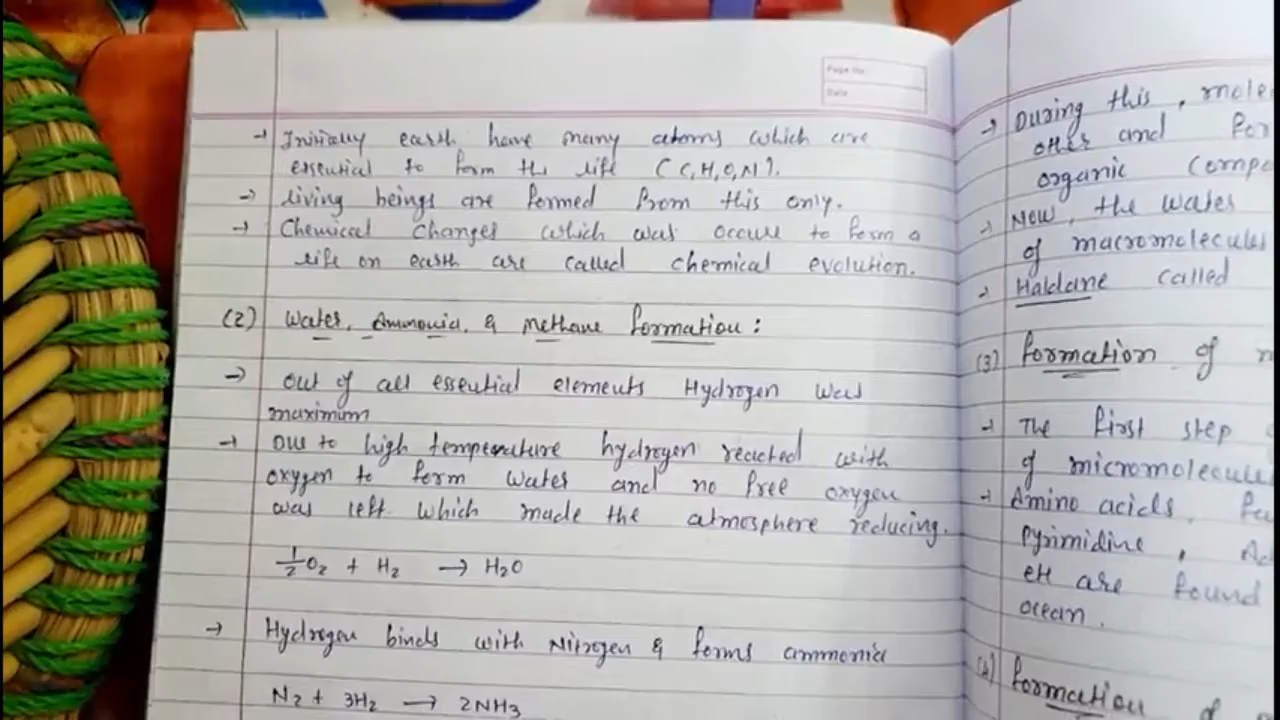 Page No.
Date
→ Initially earth have many atoms which are
essential to form the life (C,H,O,N).
→ living beings are formed from this only.
→ Chemical changes which was occure to form a
life on earth are called chemical evolution.
(2) Water, Ammonia, & Methane formation:
→ out of all essential elements Hydrogen was
maximum
→ Due to high temperature hydrogen reacted with
oxygen to form water and no free oxygen
was left which made the atmosphere reducing.
1/2 O2 + H2 → H2O
→ Hydrogen binds with Nitrogen & forms ammonia
N2 + 3H2 → 2NH3
→ During this, mole
other and for
organic compo
→ Now, the water
of macromolecules
→ Haldane called
(3) formation of
→ The first step
of micromolecules
→ Amino acids,
Pyrimidine,
etc are found
ocean.
(4) formation of